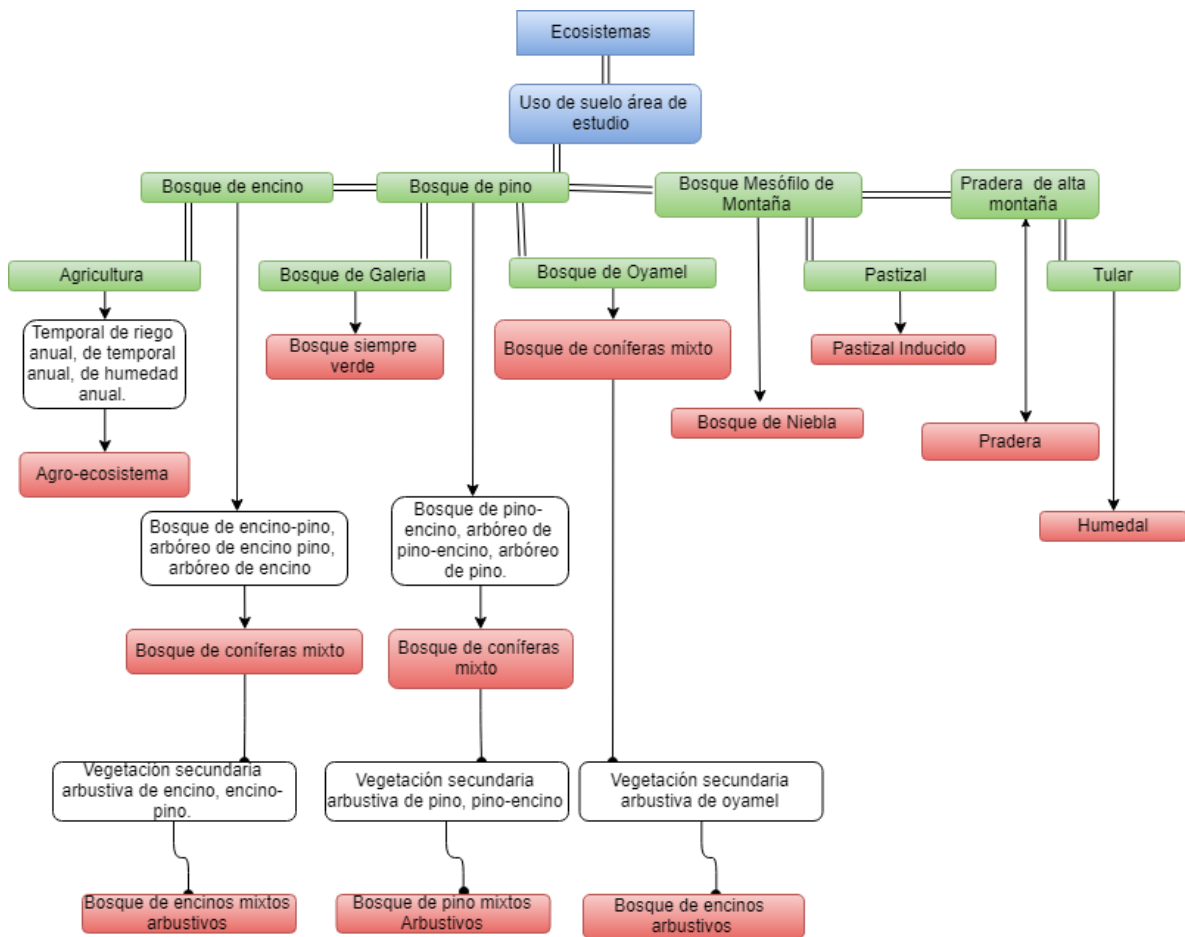 Ecosistemas
Uso de suelo área de
estudio
Bosque de encino
Bosque de pino
Bosque Mesófilo de
Montaña
Pradera de alta
montaña
Agricultura
Bosque de Galeria
Bosque de Oyamel
Pastizal
Tular
Temporal de riego
anual, de temporal
anual, de humedad
anual.
Bosque siempre
verde
Bosque de coníferas mixto
Pastizal Inducido
Bosque de Niebla
Pradera
Agro-ecosistema
Humedal
Bosque de encino-pino,
arbóreo de encino pino,
arbóreo de encino
Bosque de pino-
encino, arbóreo de
pino-encino, arbóreo
de pino.
Bosque de coníferas mixto
Bosque de coníferas
mixto
Vegetación secundaria
arbustiva de encino, encino-
pino.
Vegetación secundaria
arbustiva de pino, pino-encino
Vegetación secundaria
arbustiva de oyamel
Bosque de encinos mixtos
arbustivos
Bosque de pino mixtos
Arbustivos
Bosque de encinos
arbustivos